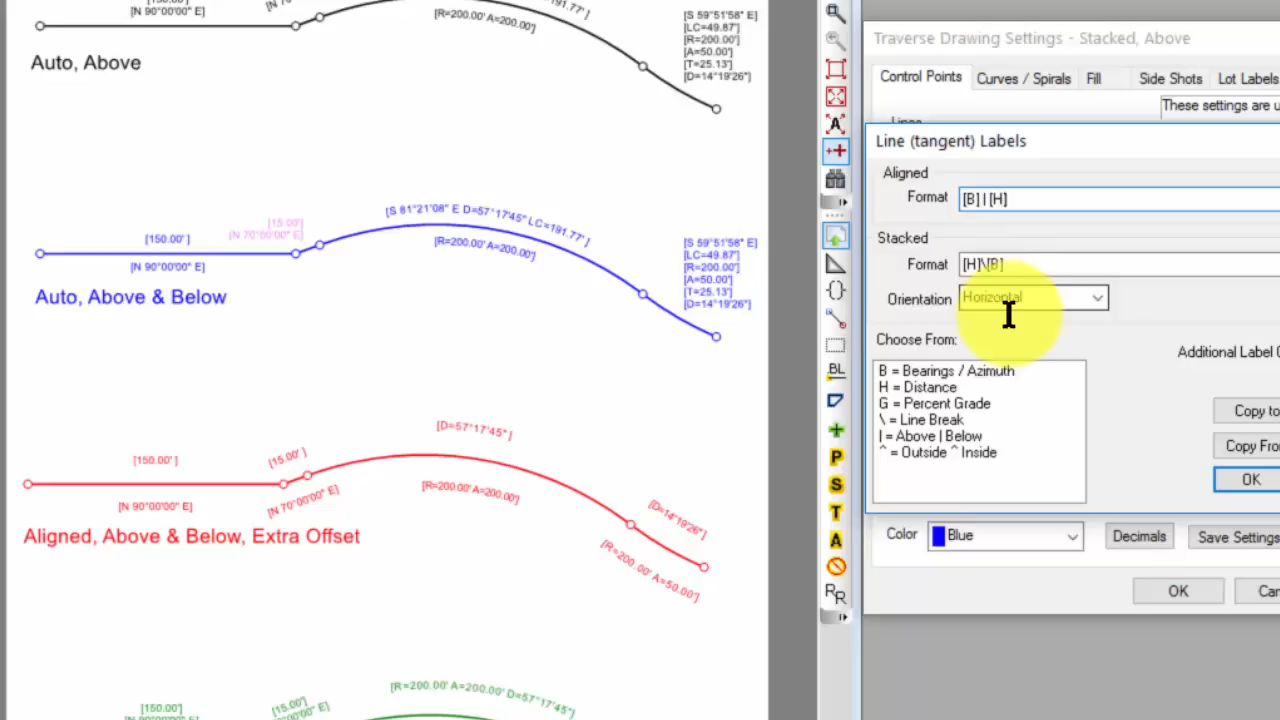 [N 90°00'00" E]
[R=200.00' A=200.00']
[S 59°51'58" E]
[LC=49.87']
[R=200.00']
[A=50.00']
[T=25.13']
[D=14°19'26"]
Auto, Above
[S 81°21'08" E D=57°17'45" LC=191.77']
[15.00']
[N 70°00'00" E]
[150.00' ]
[N 90°00'00" E]
[R=200.00' A=200.00']
[S 59°51'58" E]
[LC=49.87']
[R=200.00']
[A=50.00']
[T=25.13']
[D=14°19'26"]
Auto, Above & Below
[D=57°17'45" ]
[150.00' ]
[15.00' ]
[N 90°00'00" E]
[N 70°00'00" E]
[R=200.00' A=200.00']
[D=14°19'26"]
[R=200.00' A=50.00']
Aligned, Above & Below, Extra Offset
[R=200.00' A=200.00' D=57°17'45"]
[150.00']
[15.00']
A
BL
P
S
T
A
RR
Traverse Drawing Settings - Stacked, Above
Control Points
Curves / Spirals
Fill
Side Shots
Lot Labels
These settings are u
Lines
Line (tangent) Labels
Aligned
Format
[B] | [H]
Stacked
Format
[H]\[B]
Orientation
Horizontal
Choose From:
Additional Label
B = Bearings / Azimuth
H = Distance
G = Percent Grade
\ = Line Break
| = Above | Below
^ = Outside ^ Inside
Copy to
Copy Fro
OK
Color
Blue
Decimals
Save Settings
OK
Can